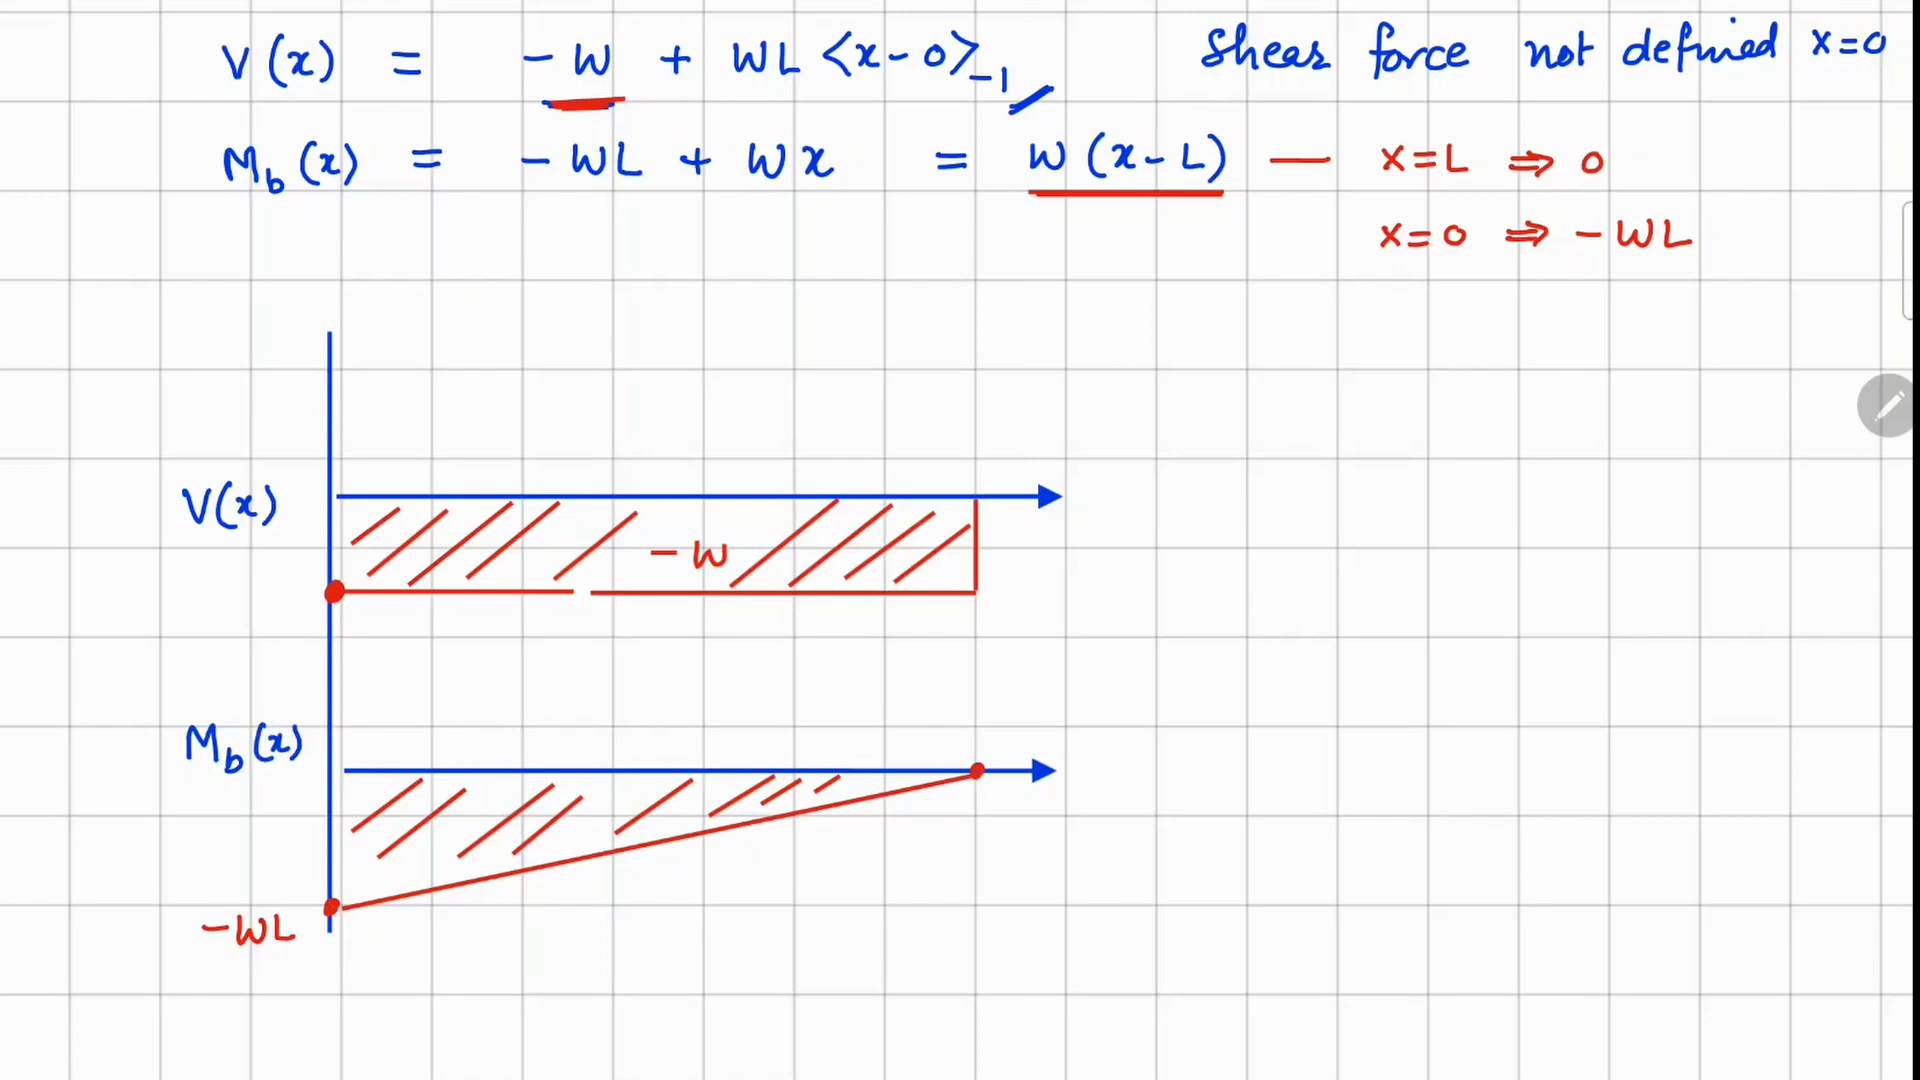 V(x) = -W + WL <x-0>₋₁ Shear force not defined x=0
M_b(x) = -WL + Wx = W(x-L) — x=L ⇒ 0
x=0 ⇒ -WL
V(x)
-W
M_b(x)
-WL